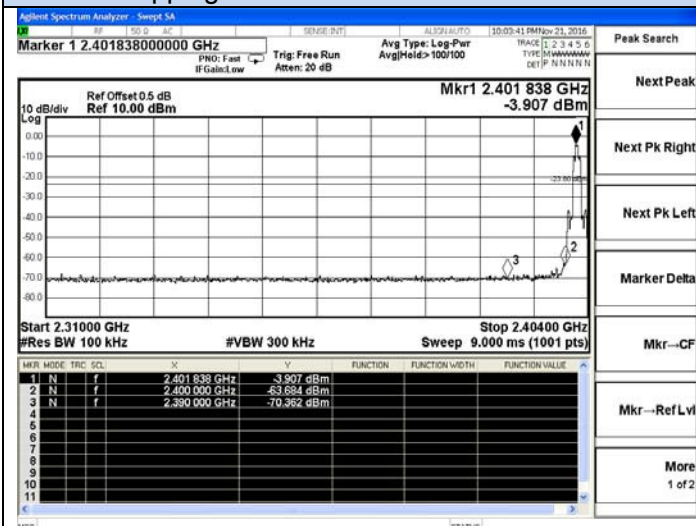 Agilent Spectrum Analyzer - Swept SA
RF 50 Ω AC SENSE:INT ALIGN AUTO 10:03:41 PM Nov 21, 2016
Marker 1 2.401838000000 GHz
PNO: Fast
IFGain:Low
Trig: Free Run
Atten: 20 dB
Avg Type: Log-Pwr
Avg|Hold:> 100/100
TRACE 1 2 3 4 5 6
TYPE M
DET P N N N N N
Peak Search
Ref Offset 0.5 dB
10 dB/div Ref 10.00 dBm
Log
Mkr1 2.401 838 GHz
-3.907 dBm
0.00
-10.0
-20.0
-30.0
-40.0
-50.0
-60.0
-70.0
-80.0
1
2
3
Start 2.31000 GHz Stop 2.40400 GHz
#Res BW 100 kHz #VBW 300 kHz Sweep 9.000 ms (1001 pts)
MKR MODE TRC SCL X Y FUNCTION FUNCTION WIDTH FUNCTION VALUE
1 N f 2.401 838 GHz -3.907 dBm
2 N f 2.400 000 GHz -63.684 dBm
3 N f 2.390 000 GHz -70.362 dBm
4
5
6
7
8
9
10
11
Next Peak
Next Pk Right
Next Pk Left
Marker Delta
Mkr→CF
Mkr→Ref Lvl
More
1 of 2